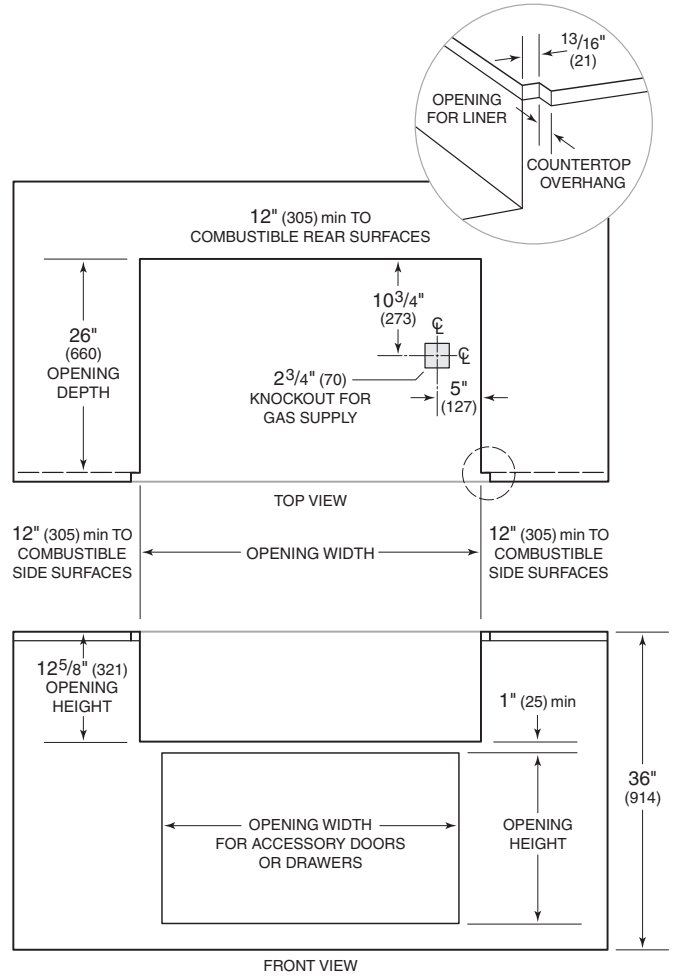 13/16"
(21)
OPENING
FOR LINER
COUNTERTOP
OVERHANG
12" (305) min TO
COMBUSTIBLE REAR SURFACES
26"
(660)
OPENING
DEPTH
10 3/4"
(273)
℄
℄
2 3/4" (70)
KNOCKOUT FOR
GAS SUPPLY
5"
(127)
TOP VIEW
12" (305) min TO
COMBUSTIBLE
SIDE SURFACES
OPENING WIDTH
12" (305) min TO
COMBUSTIBLE
SIDE SURFACES
12 5/8" (321)
OPENING
HEIGHT
1" (25) min
36"
(914)
OPENING WIDTH
FOR ACCESSORY DOORS
OR DRAWERS
OPENING
HEIGHT
FRONT VIEW